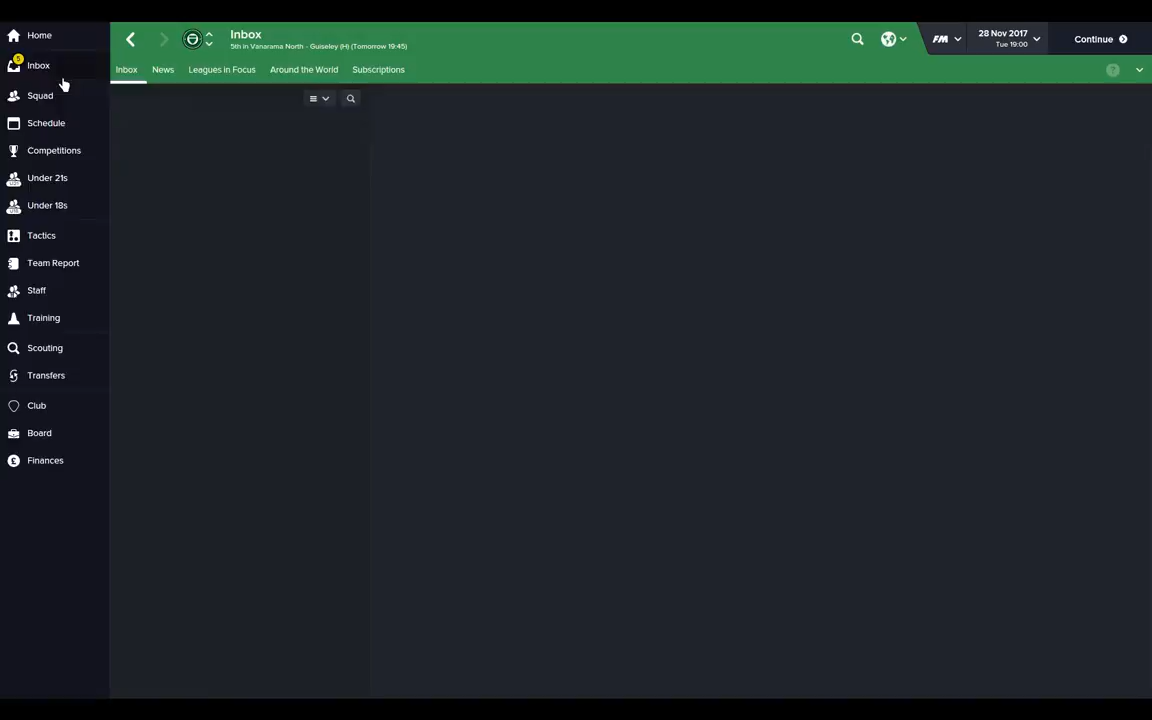 Home
5
Inbox
Squad
Schedule
Competitions
Under 21s
Under 18s
Tactics
Team Report
Staff
Training
Scouting
Transfers
Club
Board
Finances
Inbox
5th in Vanarama North - Guiseley (H) (Tomorrow 19:45)
FM
28 Nov 2017
Tue 19:00
Continue
Inbox News Leagues in Focus Around the World Subscriptions
?